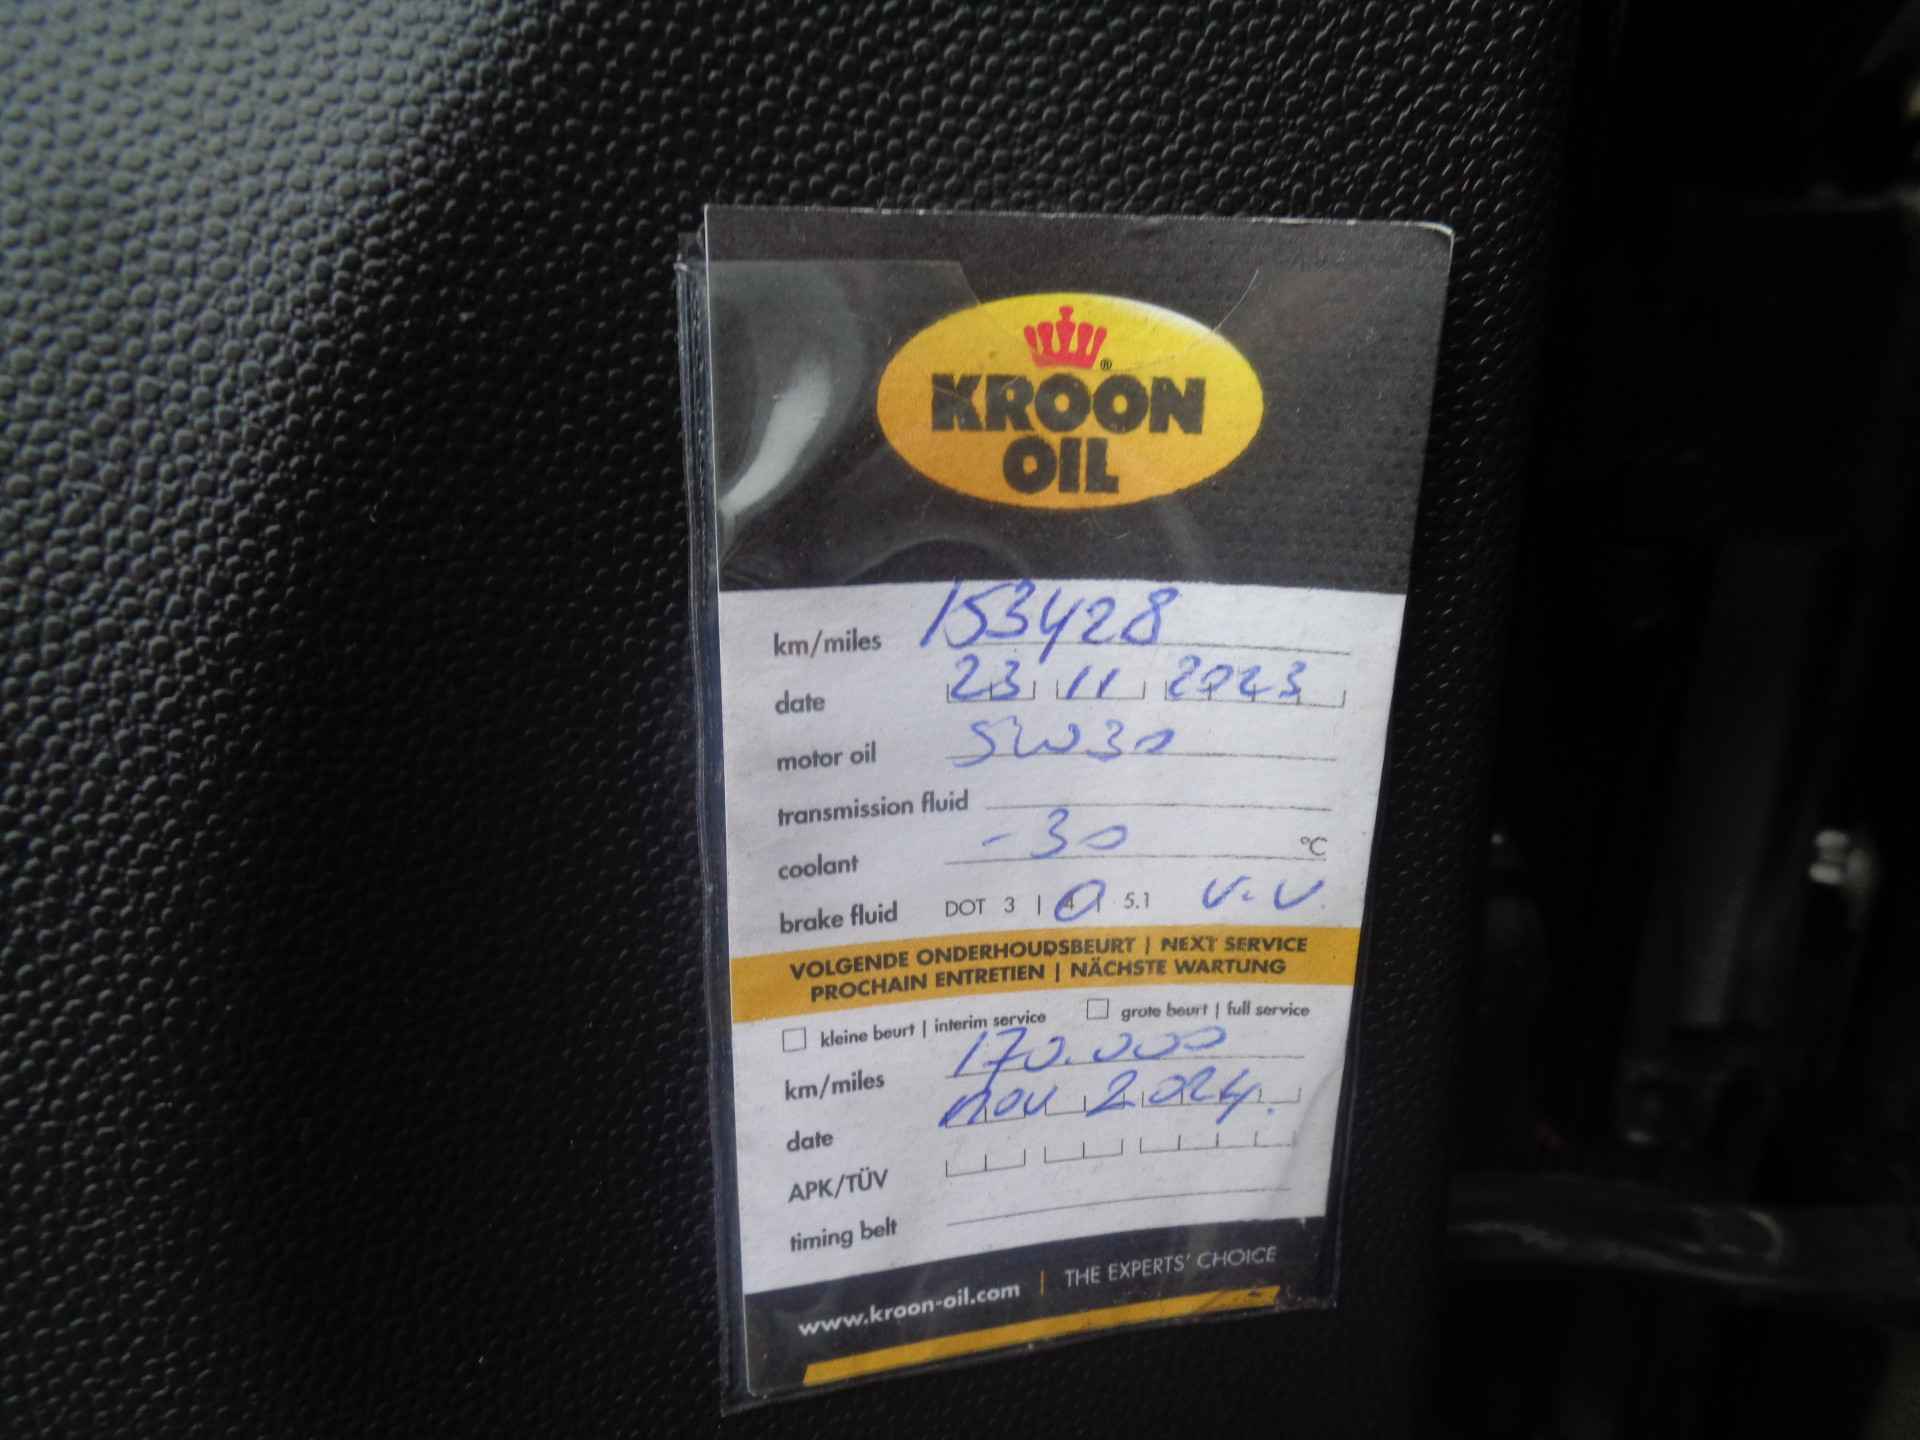 KROON
OIL
®
km/miles 153428
date 23 11 2023
motor oil 5W30
transmission fluid
coolant -30 °C
brake fluid DOT 3 | 4 | 5.1 V.V.
VOLGENDE ONDERHOUDSBEURT | NEXT SERVICE
PROCHAIN ENTRETIEN | NÄCHSTE WARTUNG
kleine beurt | interim service grote beurt | full service
km/miles 170.000
date nov 2024.
APK/TÜV
timing belt
www.kroon-oil.com | THE EXPERTS' CHOICE